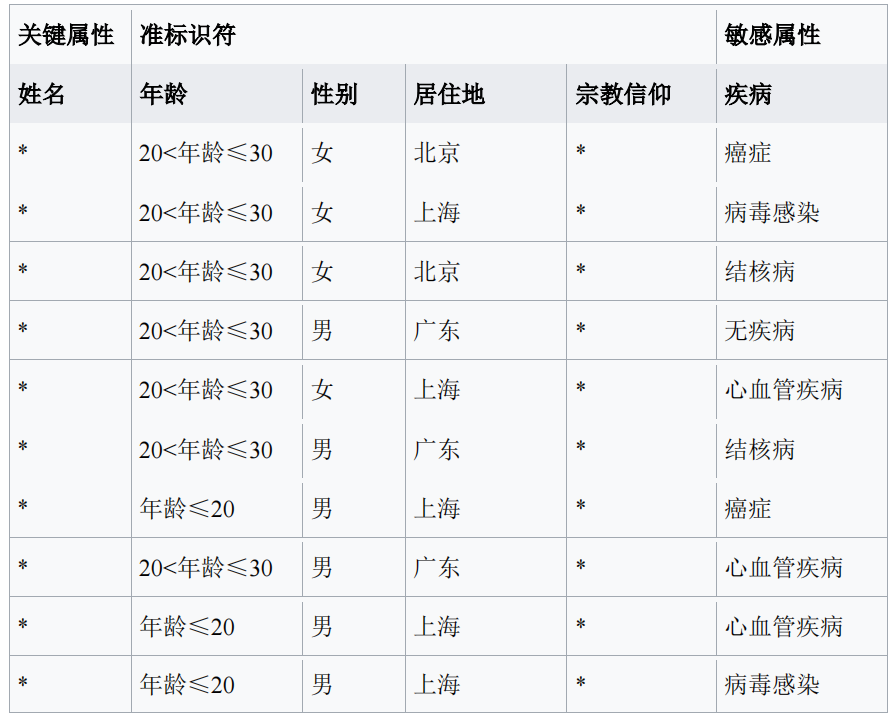 关键属性 准标识符 敏感属性
姓名 年龄 性别 居住地 宗教信仰 疾病
* 20<年龄≤30 女 北京 * 癌症
* 20<年龄≤30 女 上海 * 病毒感染
* 20<年龄≤30 女 北京 * 结核病
* 20<年龄≤30 男 广东 * 无疾病
* 20<年龄≤30 女 上海 * 心血管疾病
* 20<年龄≤30 男 广东 * 结核病
* 年龄≤20 男 上海 * 癌症
* 20<年龄≤30 男 广东 * 心血管疾病
* 年龄≤20 男 上海 * 心血管疾病
* 年龄≤20 男 上海 * 病毒感染